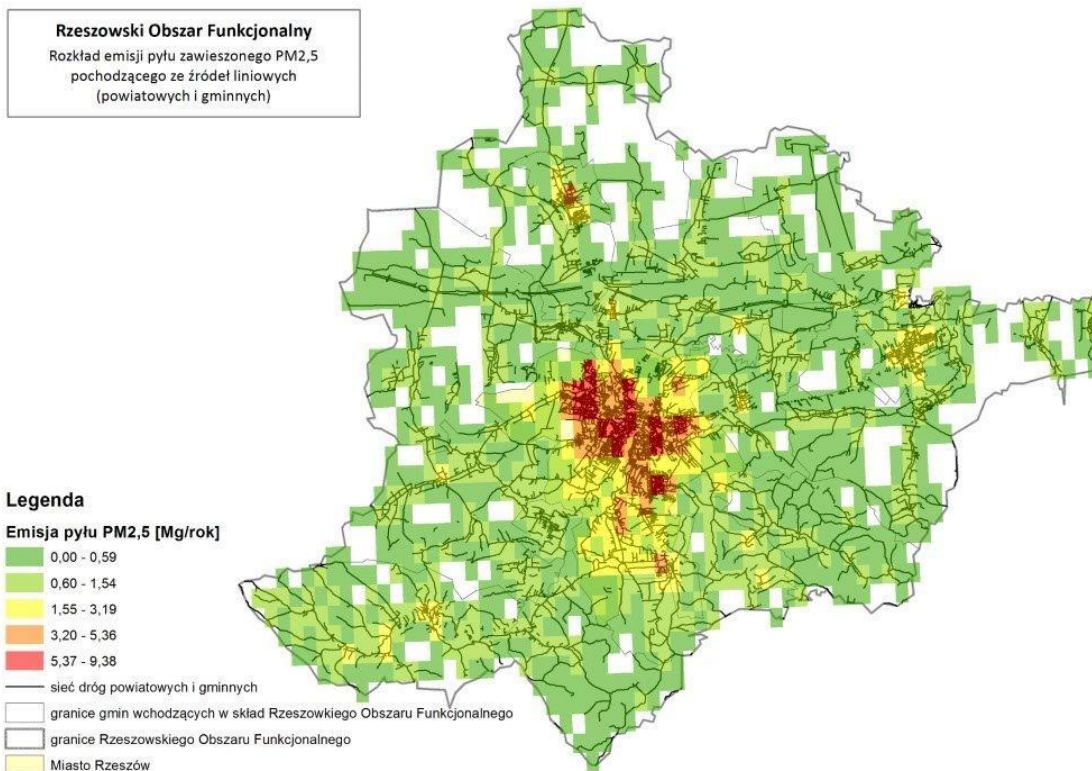 Rzeszowski Obszar Funkcjonalny
Rozkład emisji pyłu zawieszonego PM2,5
pochodzącego ze źródeł liniowych
(powiatowych i gminnych)
Legenda
Emisja pyłu PM2,5 [Mg/rok]
0,00 - 0,59
0,60 - 1,54
1,55 - 3,19
3,20 - 5,36
5,37 - 9,38
sieć dróg powiatowych i gminnych
granice gmin wchodzących w skład Rzeszowkiego Obszaru Funkcjonalnego
granice Rzeszowskiego Obszaru Funkcjonalnego
Miasto Rzeszów